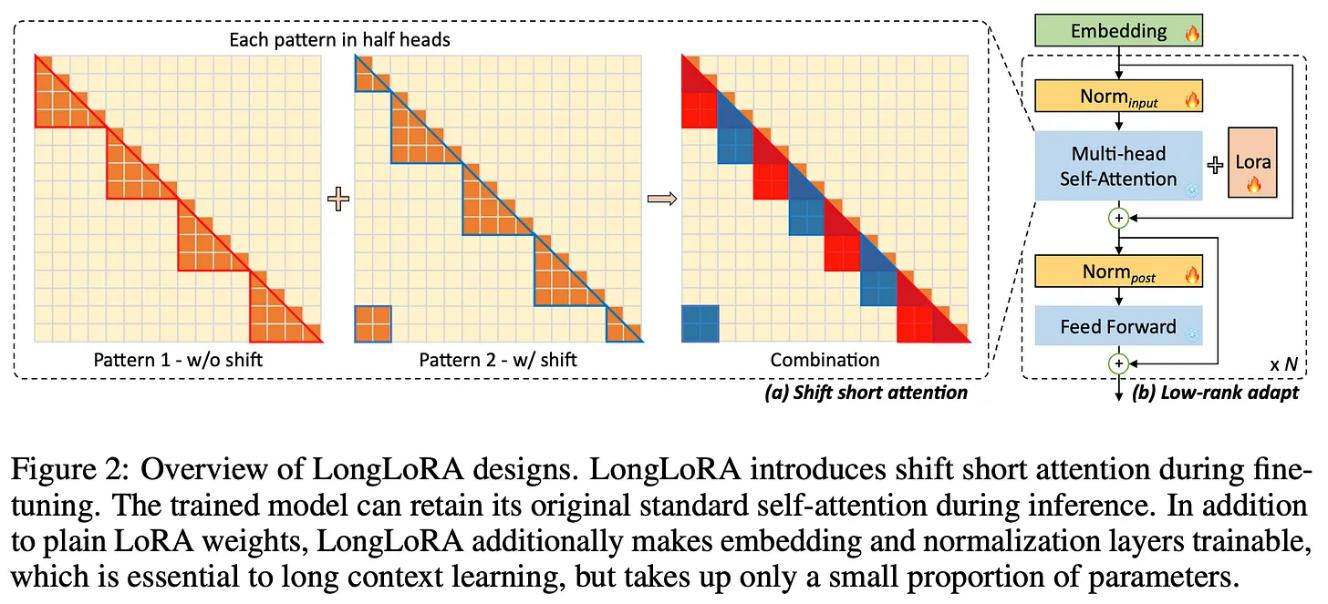 Each pattern in half heads
Pattern 1 - w/o shift
Pattern 2 - w/ shift
Combination
(a) Shift short attention
Embedding
Norminput
Multi-head
Self-Attention
Lora
Normpost
Feed Forward
x N
(b) Low-rank adapt
Figure 2: Overview of LongLoRA designs. LongLoRA introduces shift short attention during fine-
tuning. The trained model can retain its original standard self-attention during inference. In addition
to plain LoRA weights, LongLoRA additionally makes embedding and normalization layers trainable,
which is essential to long context learning, but takes up only a small proportion of parameters.